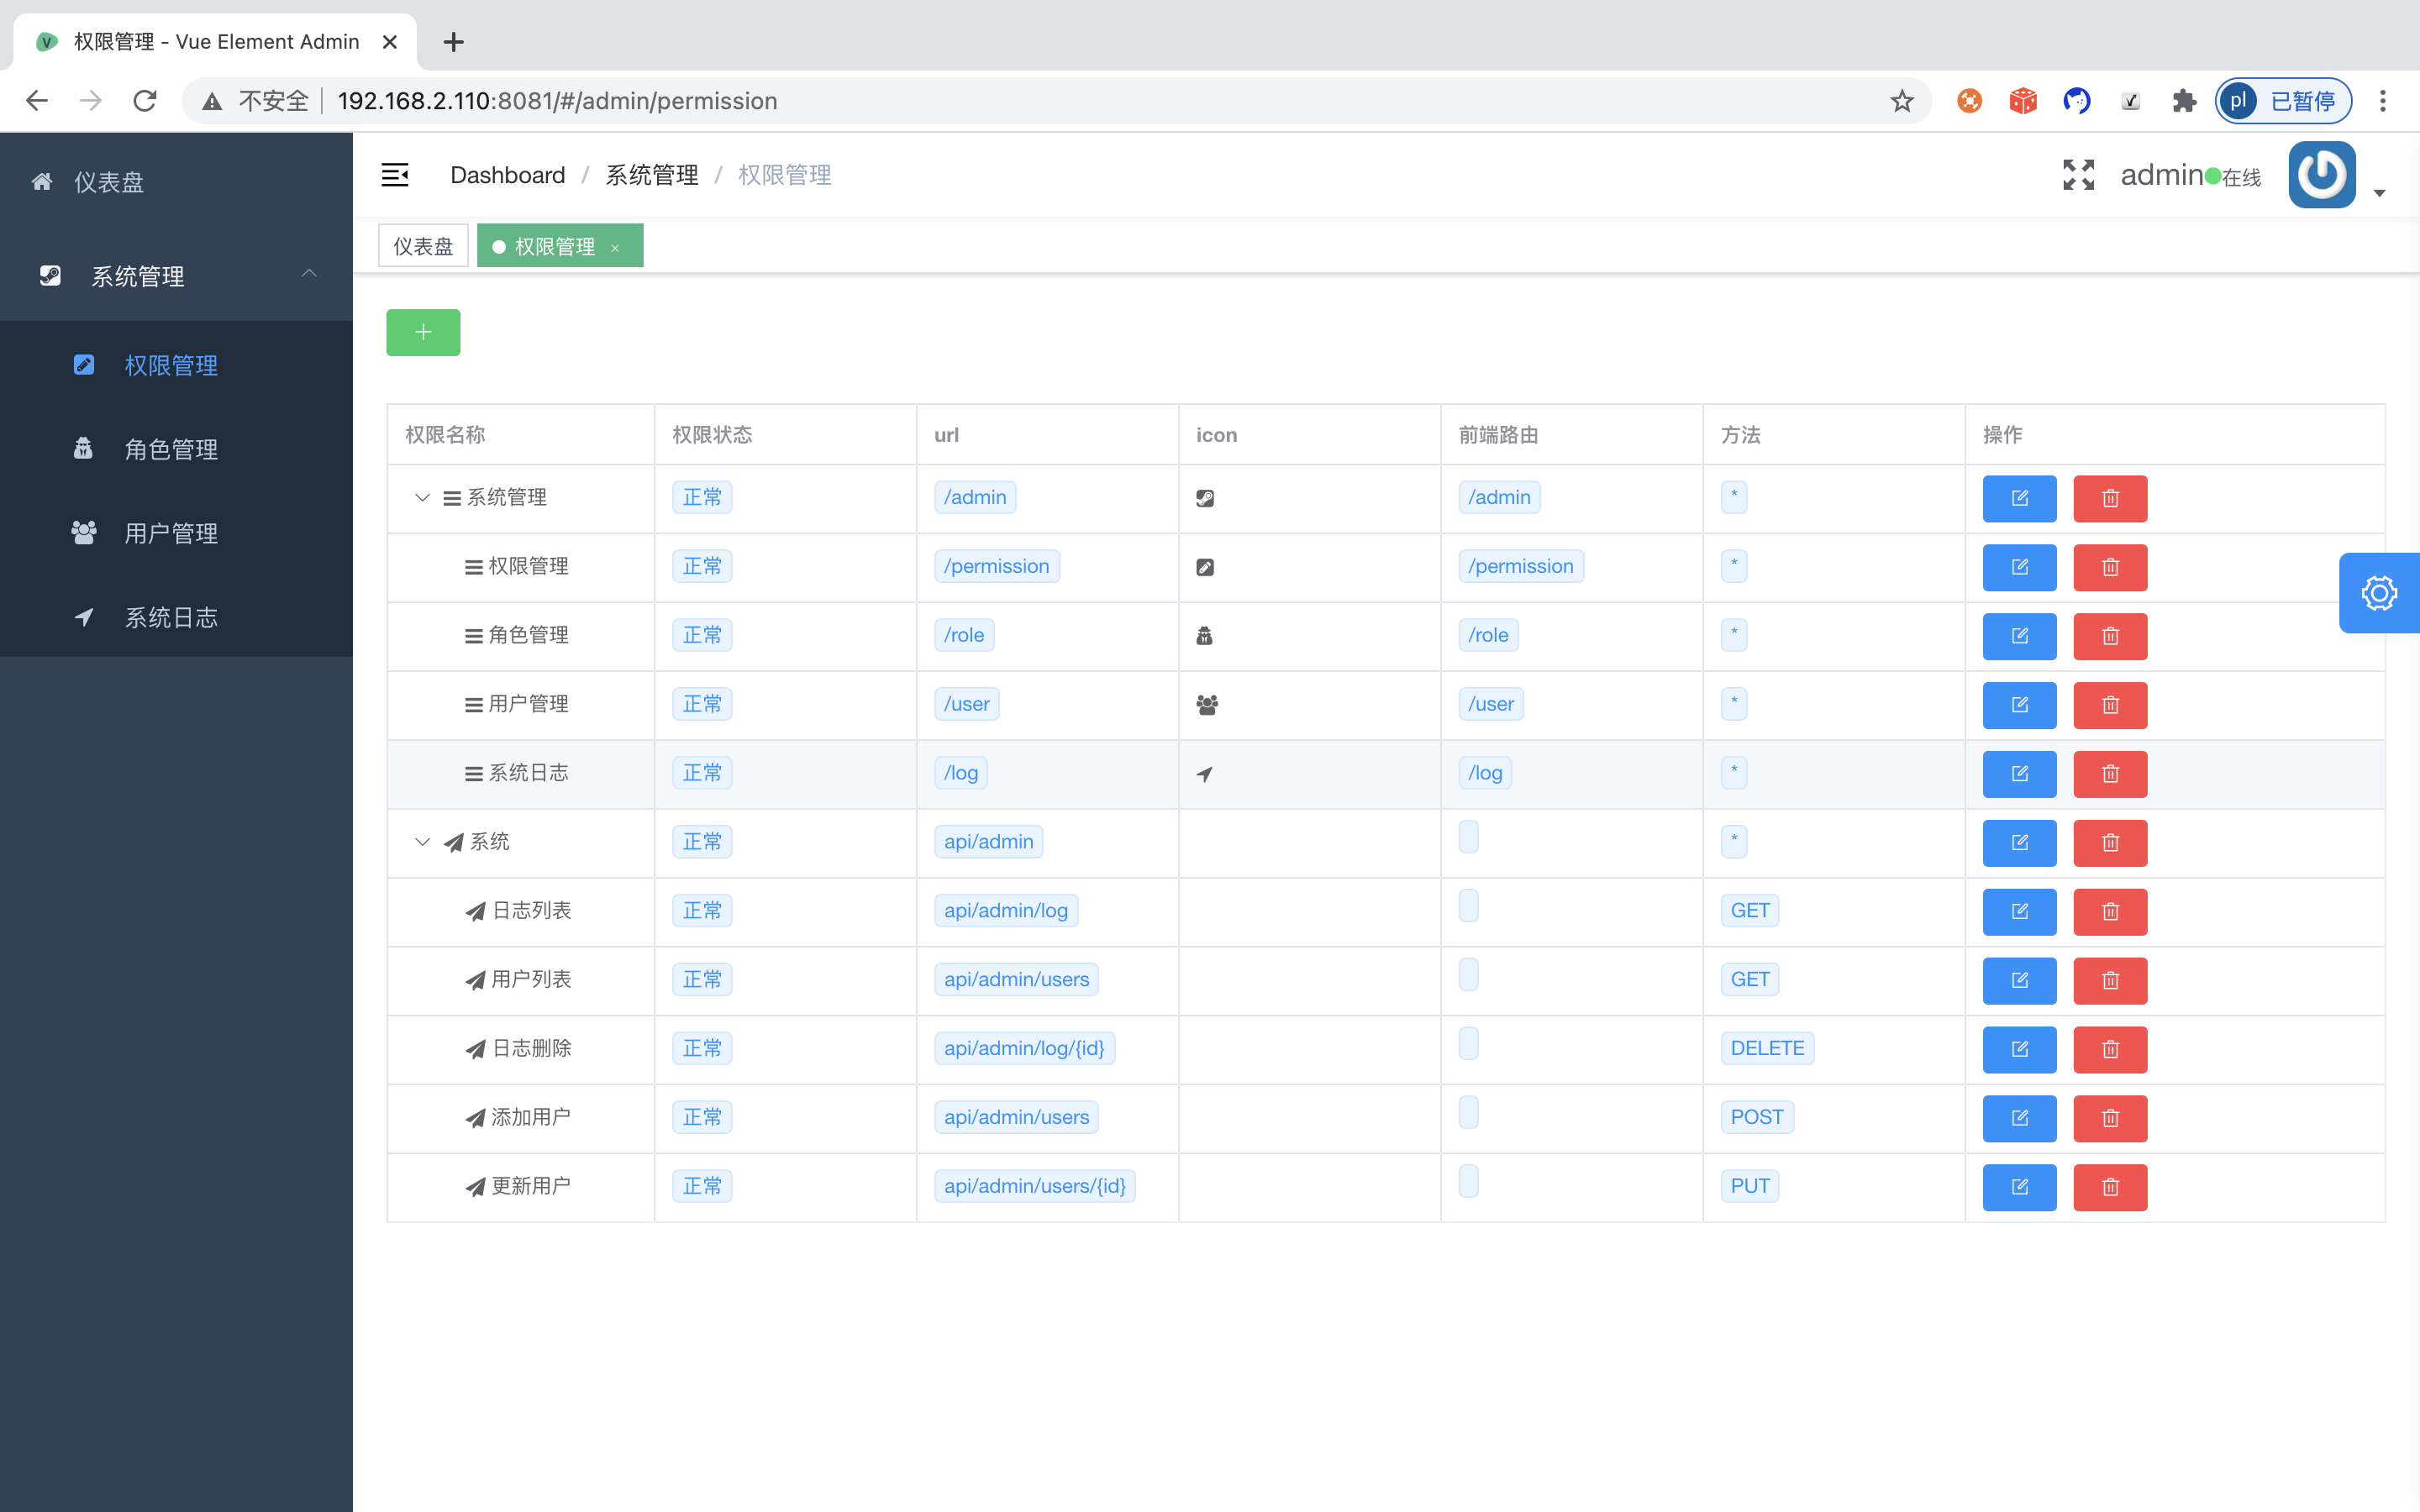 权限管理 - Vue Element Admin
不安全 192.168.2.110:8081/#/admin/permission pl 已暂停
仪表盘
系统管理
权限管理
角色管理
用户管理
系统日志
Dashboard / 系统管理 / 权限管理 admin 在线
仪表盘 权限管理 ×
+
权限名称 权限状态 url icon 前端路由 方法 操作
系统管理 正常 /admin /admin *
权限管理 正常 /permission /permission *
角色管理 正常 /role /role *
用户管理 正常 /user /user *
系统日志 正常 /log /log *
系统 正常 api/admin *
日志列表 正常 api/admin/log GET
用户列表 正常 api/admin/users GET
日志删除 正常 api/admin/log/{id} DELETE
添加用户 正常 api/admin/users POST
更新用户 正常 api/admin/users/{id} PUT